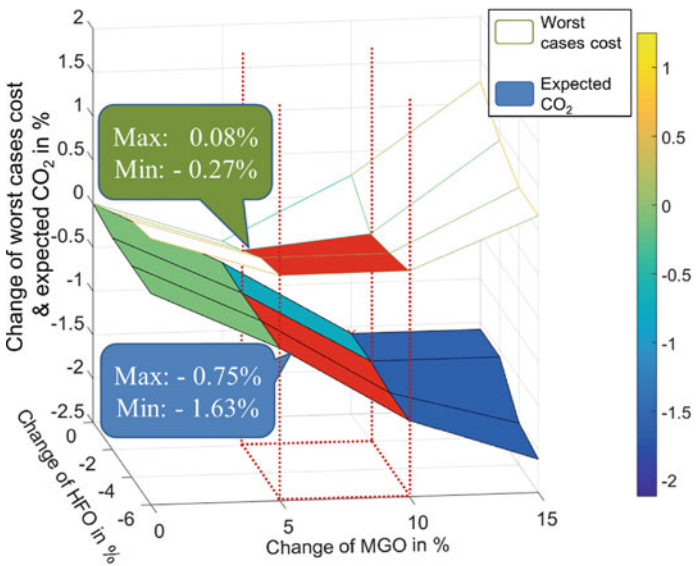 2
1.5
1
0.5
0
-0.5
-1
-1.5
-2
-2.5
Change of worst cases cost
& expected CO₂ in %
Worst
cases cost
Expected
CO₂
Max: 0.08%
Min: - 0.27%
Max: - 0.75%
Min: - 1.63%
0
-2
-4
-6
Change of HFO in %
0
5
10
15
Change of MGO in %
1
0.5
0
-0.5
-1
-1.5
-2